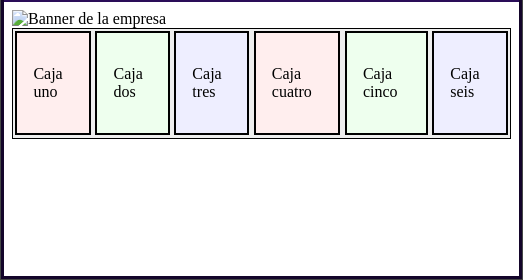 Banner de la empresa
Caja uno
Caja dos
Caja tres
Caja cuatro
Caja cinco
Caja seis